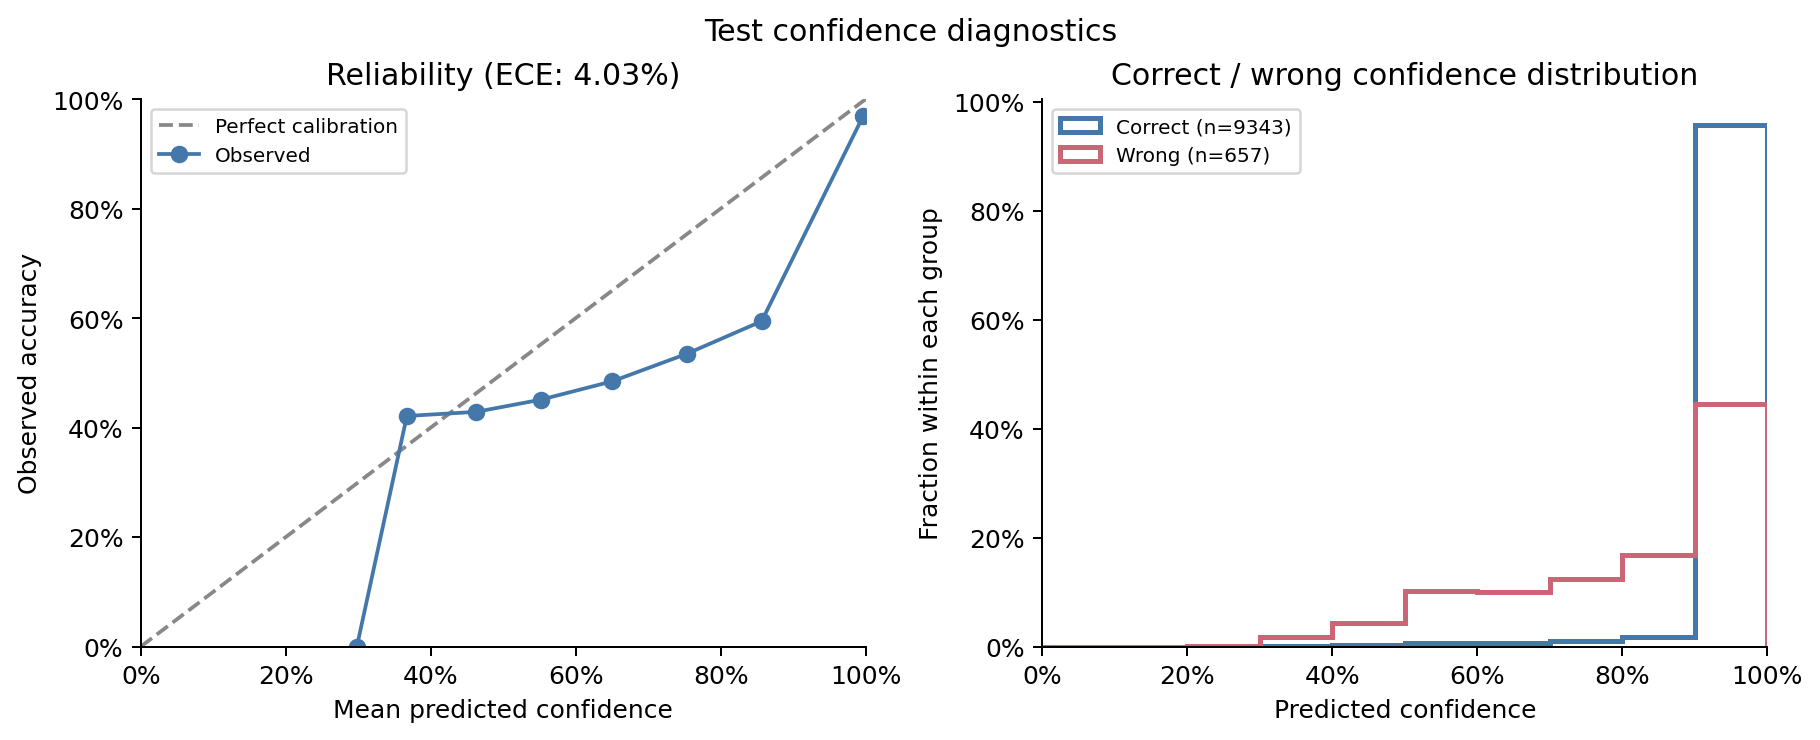 Test confidence diagnostics
Reliability (ECE: 4.03%)
100%
80%
60%
40%
20%
0%
Observed accuracy
Perfect calibration
Observed
0%
20%
40%
60%
80%
100%
Mean predicted confidence
Correct / wrong confidence distribution
100%
80%
60%
40%
20%
0%
Fraction within each group
Correct (n=9343)
Wrong (n=657)
0%
20%
40%
60%
80%
100%
Predicted confidence